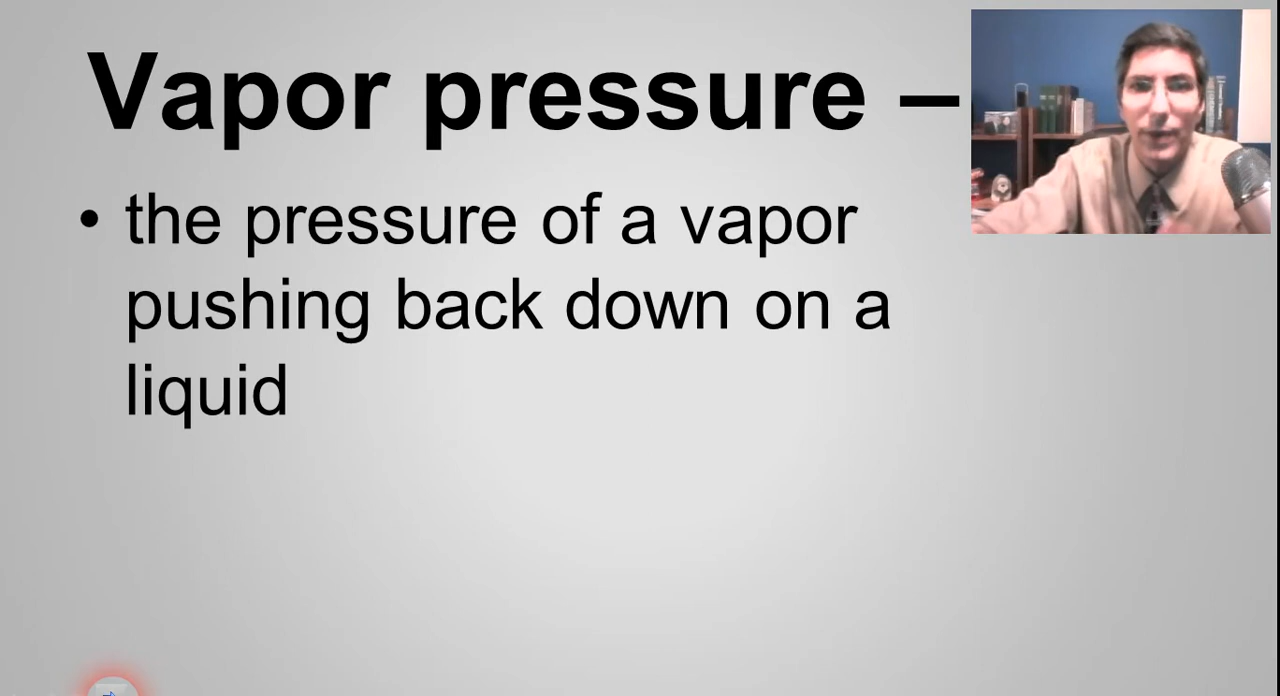 Vapor pressure –
• the pressure of a vapor
pushing back down on a
liquid